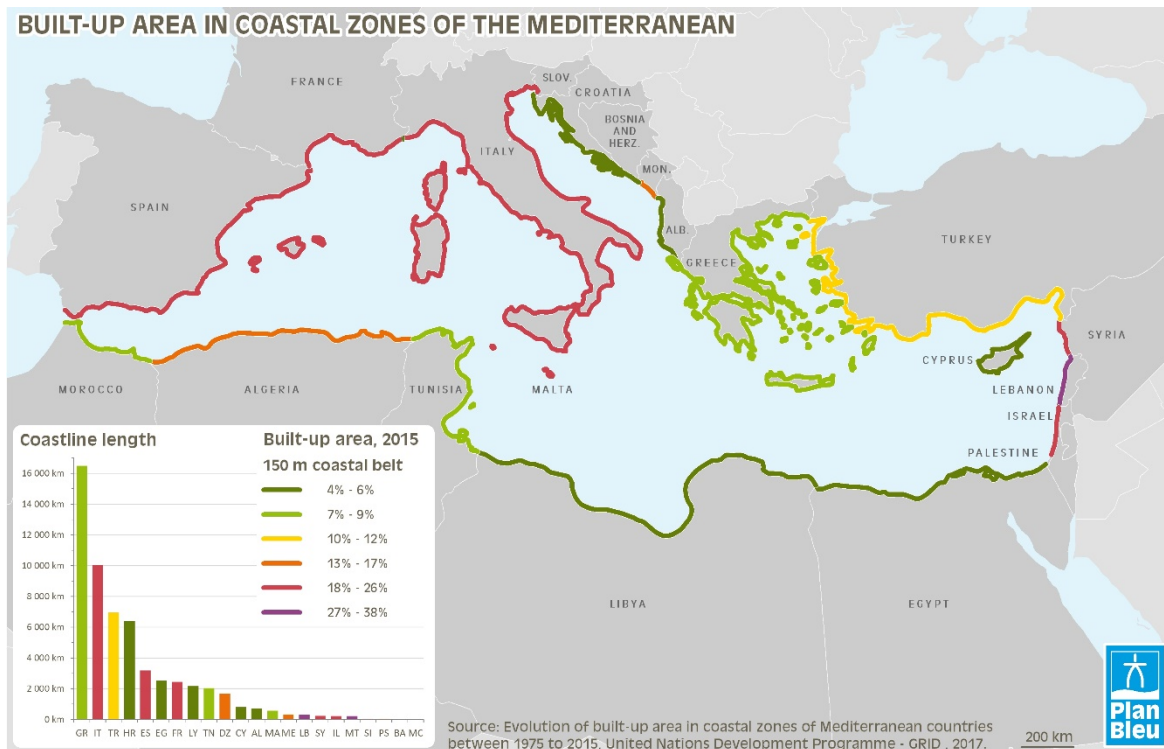 BUILT-UP AREA IN COASTAL ZONES OF THE MEDITERRANEAN
FRANCE
SLOV.
CROATIA
BOSNIA
AND
HERZ.
ITALY
MON.
SPAIN
ALB.
GREECE
TURKEY
CYPRUS
SYRIA
LEBANON
ISRAEL
PALESTINE
MOROCCO
ALGERIA
TUNISIA
MALTA
LIBYA
EGYPT
Coastline length
16 000 km
14 000 km
12 000 km
10 000 km
8 000 km
6 000 km
4 000 km
2 000 km
0 km
GR IT TR HR ES EG FR LY TN DZ CY AL MA ME LB SY IL MT SI PS BA MC
Built-up area, 2015
150 m coastal belt
4% - 6%
7% - 9%
10% - 12%
13% - 17%
18% - 26%
27% - 38%
Source: Evolution of built-up area in coastal zones of Mediterranean countries
between 1975 to 2015, United Nations Development Programme - GRID , 2017.
200 km
Plan
Bleu